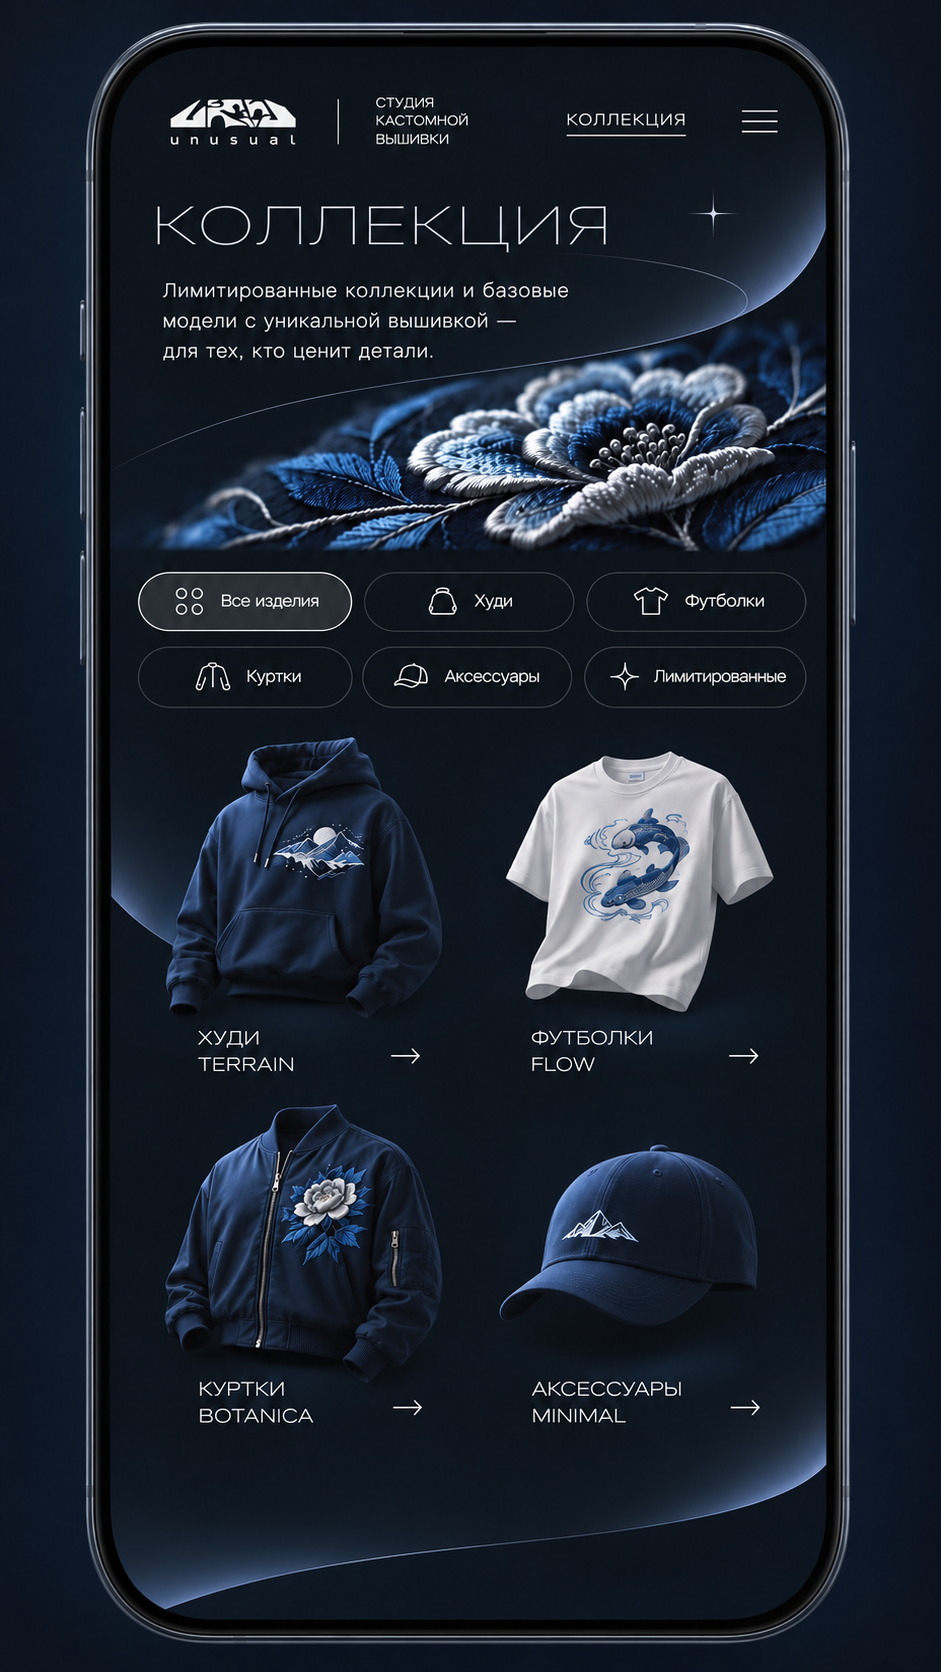 unusual
СТУДИЯ
КАСТОМНОЙ
ВЫШИВКИ
КОЛЛЕКЦИЯ
КОЛЛЕКЦИЯ
Лимитированные коллекции и базовые
модели с уникальной вышивкой —
для тех, кто ценит детали.
Все изделия
Худи
Футболки
Куртки
Аксессуары
Лимитированные
ХУДИ
TERRAIN
ФУТБОЛКИ
FLOW
КУРТКИ
BOTANICA
АКСЕССУАРЫ
MINIMAL